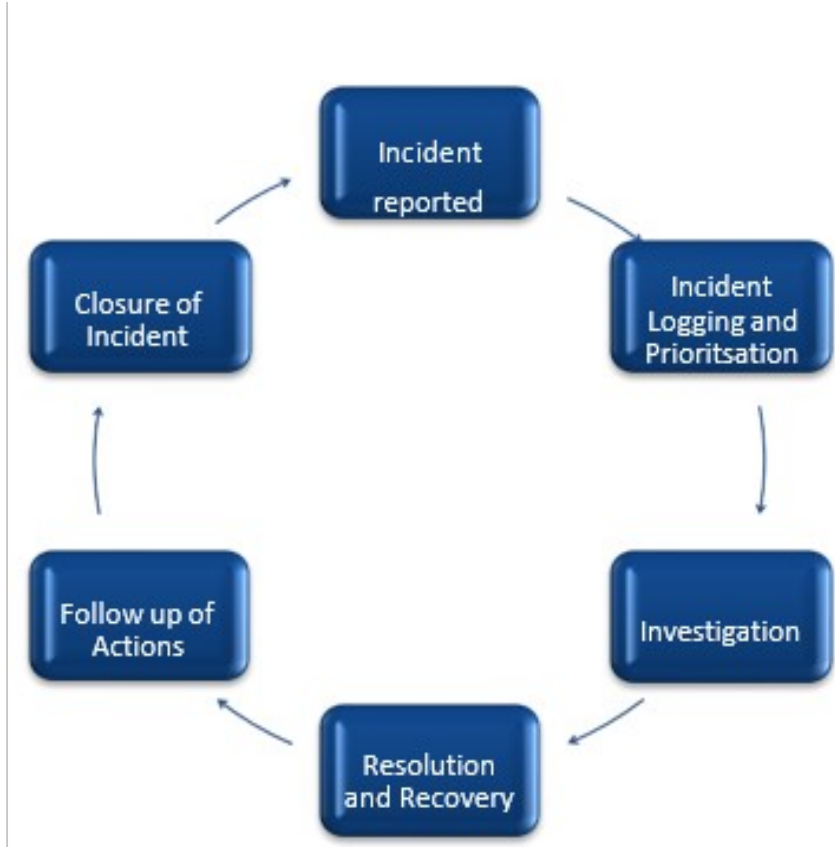 Incident
reported
Incident
Logging and
Prioritsation
Investigation
Resolution
and Recovery
Follow up of
Actions
Closure of
Incident